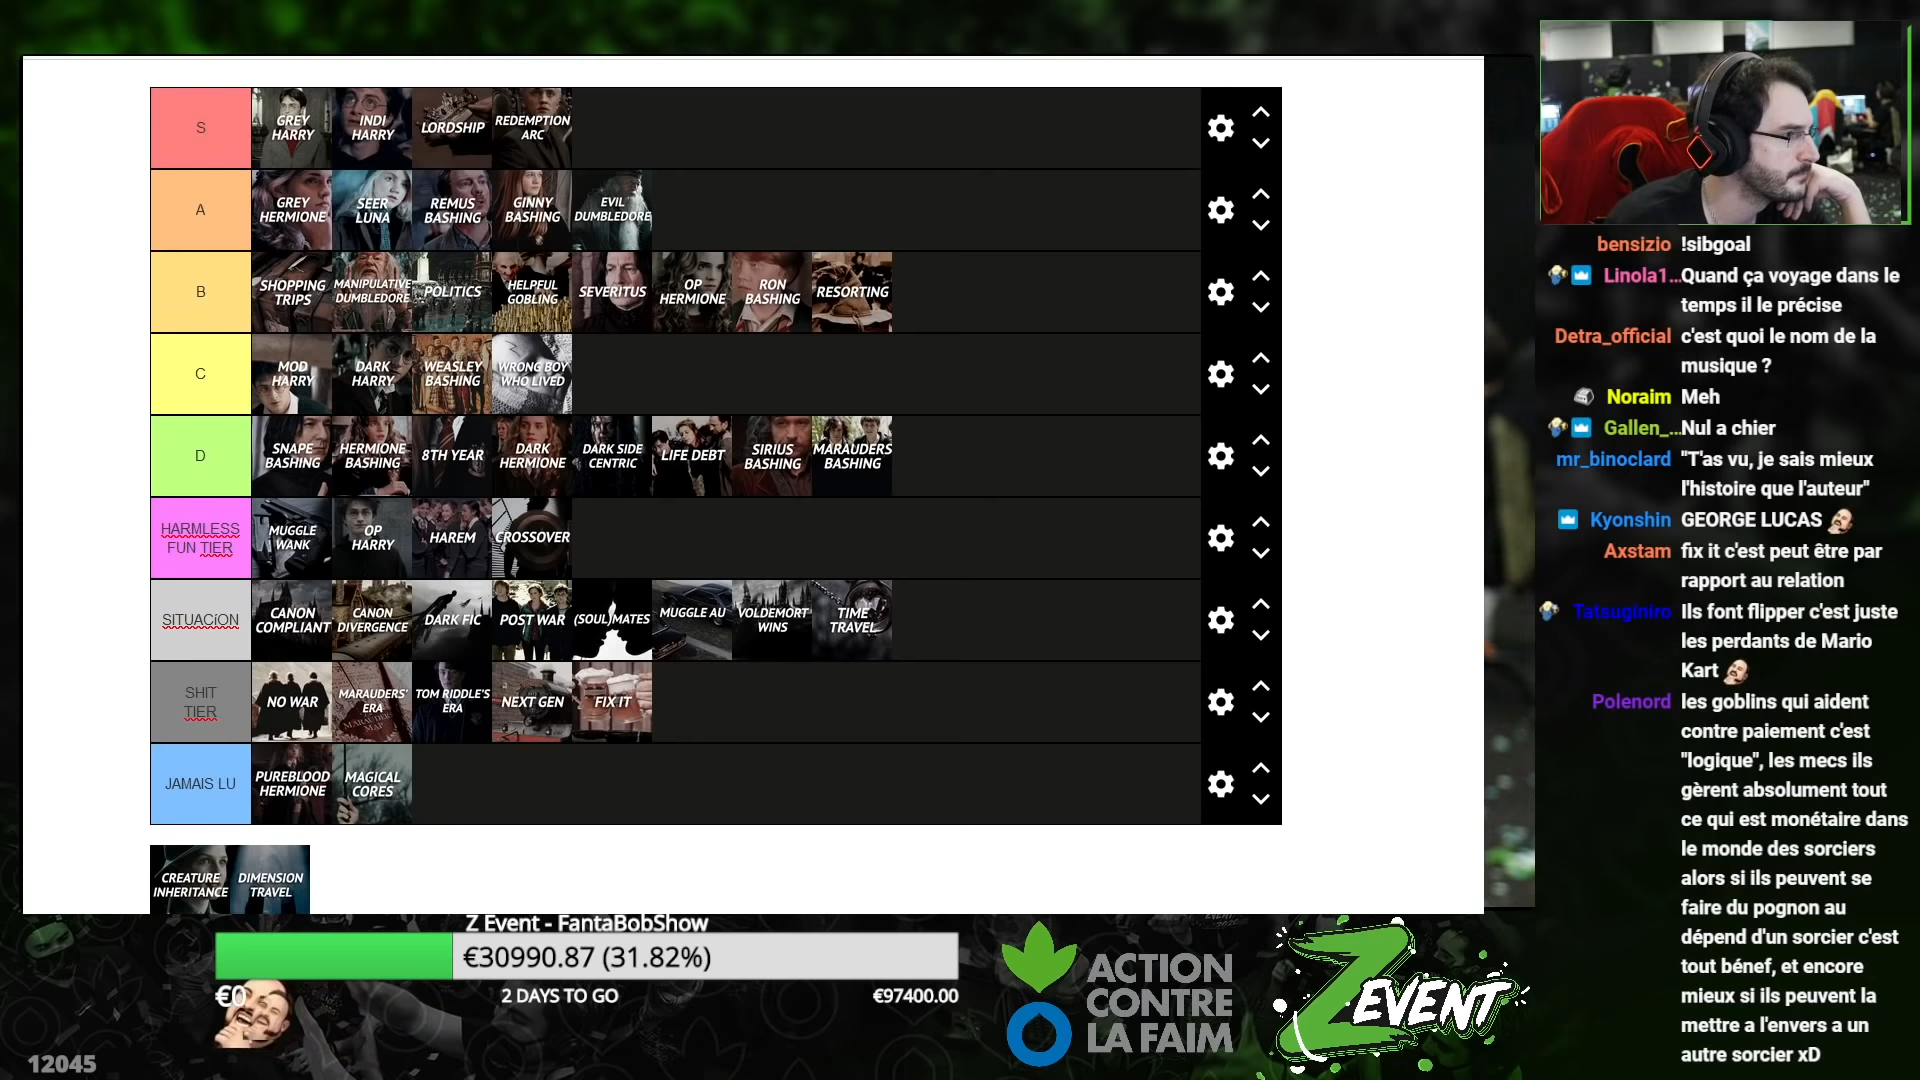 S
GREY HARRY
INDI HARRY
LORDSHIP
REDEMPTION ARC
A
GREY HERMIONE
SEER LUNA
REMUS BASHING
GINNY BASHING
EVIL DUMBLEDORE
B
SHOPPING TRIPS
MANIPULATIVE DUMBLEDORE
POLITICS
HELPFUL GOBLING
SEVERITUS
OP HERMIONE
RON BASHING
RESORTING
C
MOD HARRY
DARK HARRY
WEASLEY BASHING
WRONG BOY WHO LIVED
D
SNAPE BASHING
HERMIONE BASHING
8TH YEAR
DARK HERMIONE
DARK SIDE CENTRIC
LIFE DEBT
SIRIUS BASHING
MARAUDERS BASHING
HARMLESS FUN TIER
MUGGLE WANK
OP HARRY
HAREM
CROSSOVER
SITUACiON
CANON COMPLIANT
CANON DIVERGENCE
DARK FIC
POST WAR
(SOUL)MATES
MUGGLE AU
VOLDEMORT WINS
TIME TRAVEL
SHIT TIER
NO WAR
MARAUDERS' ERA
TOM RIDDLE'S ERA
NEXT GEN
FIX IT
JAMAIS LU
PUREBLOOD HERMIONE
MAGICAL CORES
CREATURE INHERITANCE
DIMENSION TRAVEL
bensizio !sibgoal
Linola1... Quand ça voyage dans le
temps il le précise
Detra_official c'est quoi le nom de la
musique ?
Noraim Meh
Gallen_... Nul a chier
mr_binoclard "T'as vu, je sais mieux
l'histoire que l'auteur"
Kyonshin GEORGE LUCAS
Axstam fix it c'est peut être par
rapport au relation
Tatsuginiro Ils font flipper c'est juste
les perdants de Mario
Kart
Polenord les goblins qui aident
contre paiement c'est
"logique", les mecs ils
gèrent absolument tout
ce qui est monétaire dans
le monde des sorciers
alors si ils peuvent se
faire du pognon au
dépend d'un sorcier c'est
tout bénef, et encore
mieux si ils peuvent la
mettre a l'envers a un
autre sorcier xD
Z Event - FantaBobShow
€30990.87 (31.82%)
€0
2 DAYS TO GO
€97400.00
ACTION
CONTRE
LA FAIM
Z EVENT
12045